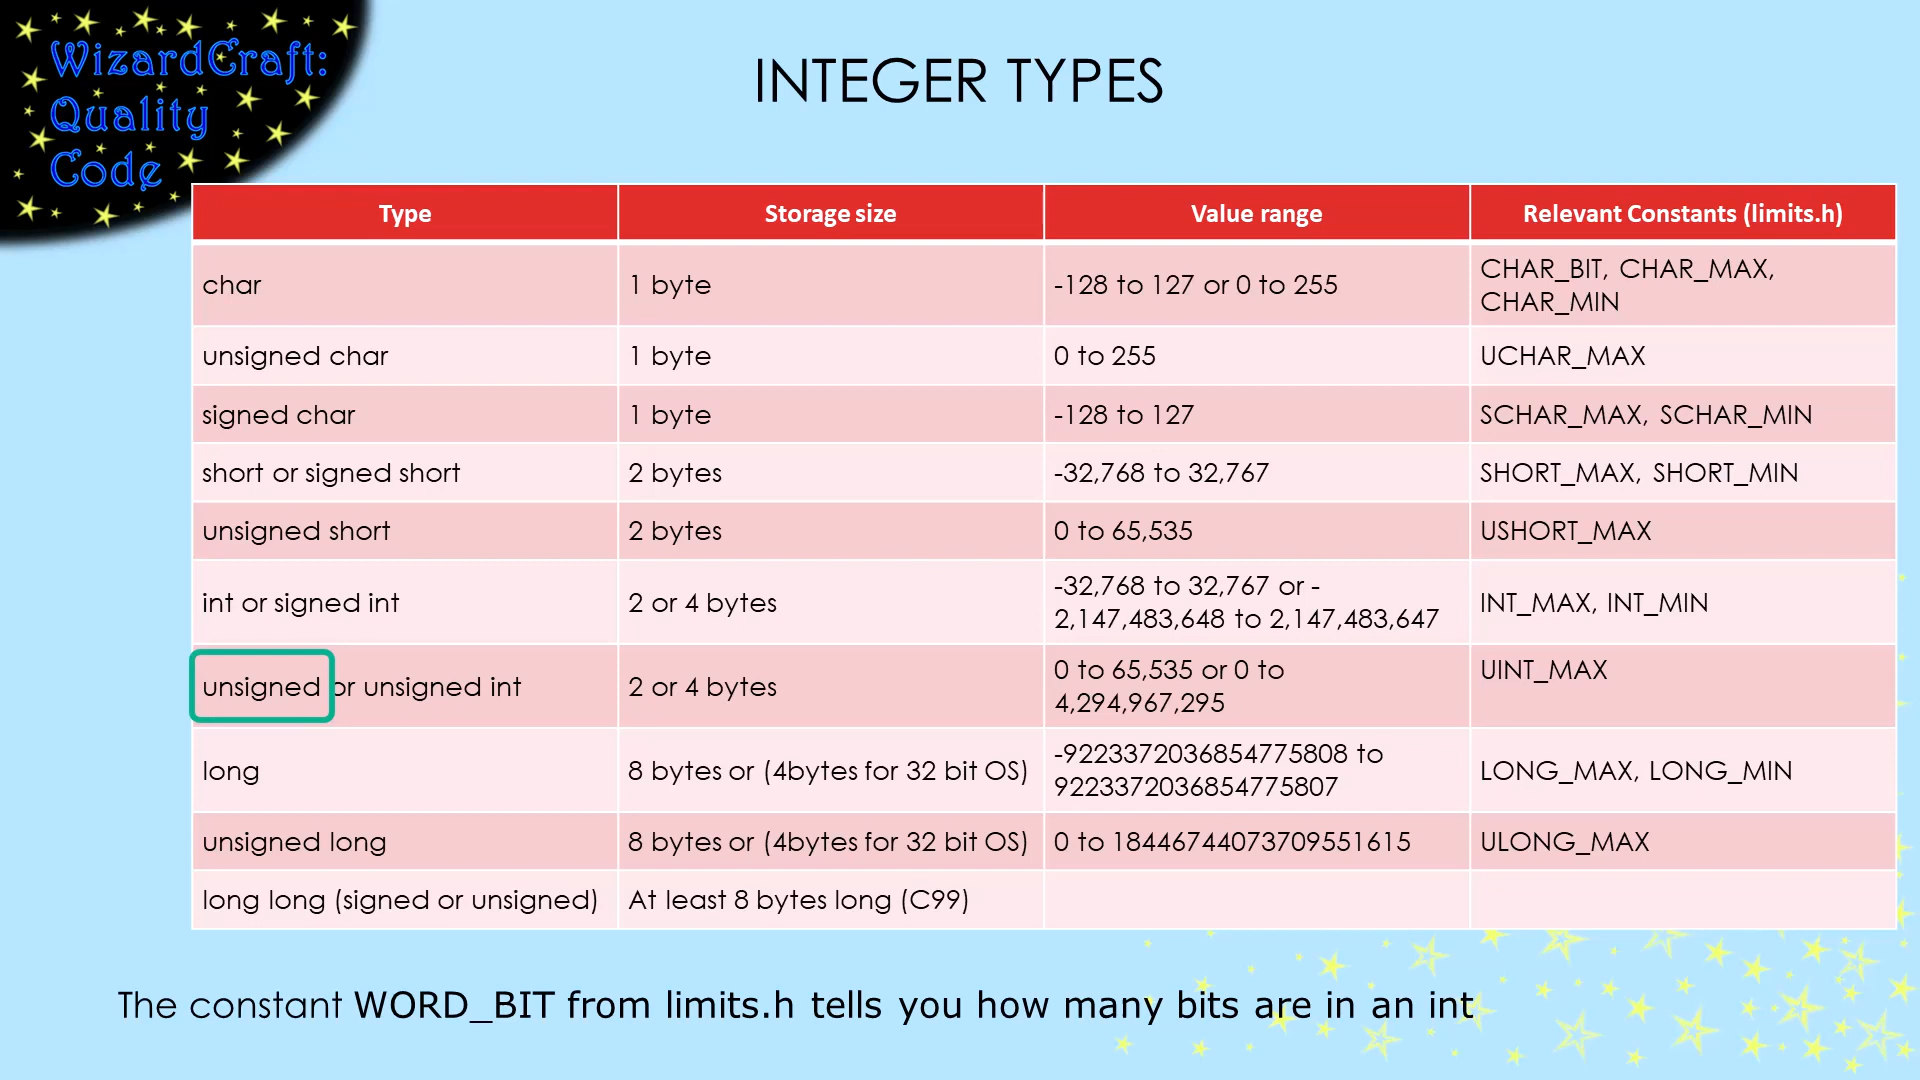 WizardCraft:
Quality
Code
INTEGER TYPES
Type Storage size Value range Relevant Constants (limits.h)
char 1 byte -128 to 127 or 0 to 255 CHAR_BIT, CHAR_MAX,
CHAR_MIN
unsigned char 1 byte 0 to 255 UCHAR_MAX
signed char 1 byte -128 to 127 SCHAR_MAX, SCHAR_MIN
short or signed short 2 bytes -32,768 to 32,767 SHORT_MAX, SHORT_MIN
unsigned short 2 bytes 0 to 65,535 USHORT_MAX
int or signed int 2 or 4 bytes -32,768 to 32,767 or -
2,147,483,648 to 2,147,483,647 INT_MAX, INT_MIN
unsigned or unsigned int 2 or 4 bytes 0 to 65,535 or 0 to
4,294,967,295 UINT_MAX
long 8 bytes or (4bytes for 32 bit OS) -9223372036854775808 to
9223372036854775807 LONG_MAX, LONG_MIN
unsigned long 8 bytes or (4bytes for 32 bit OS) 0 to 18446744073709551615 ULONG_MAX
long long (signed or unsigned) At least 8 bytes long (C99)
The constant WORD_BIT from limits.h tells you how many bits are in an int